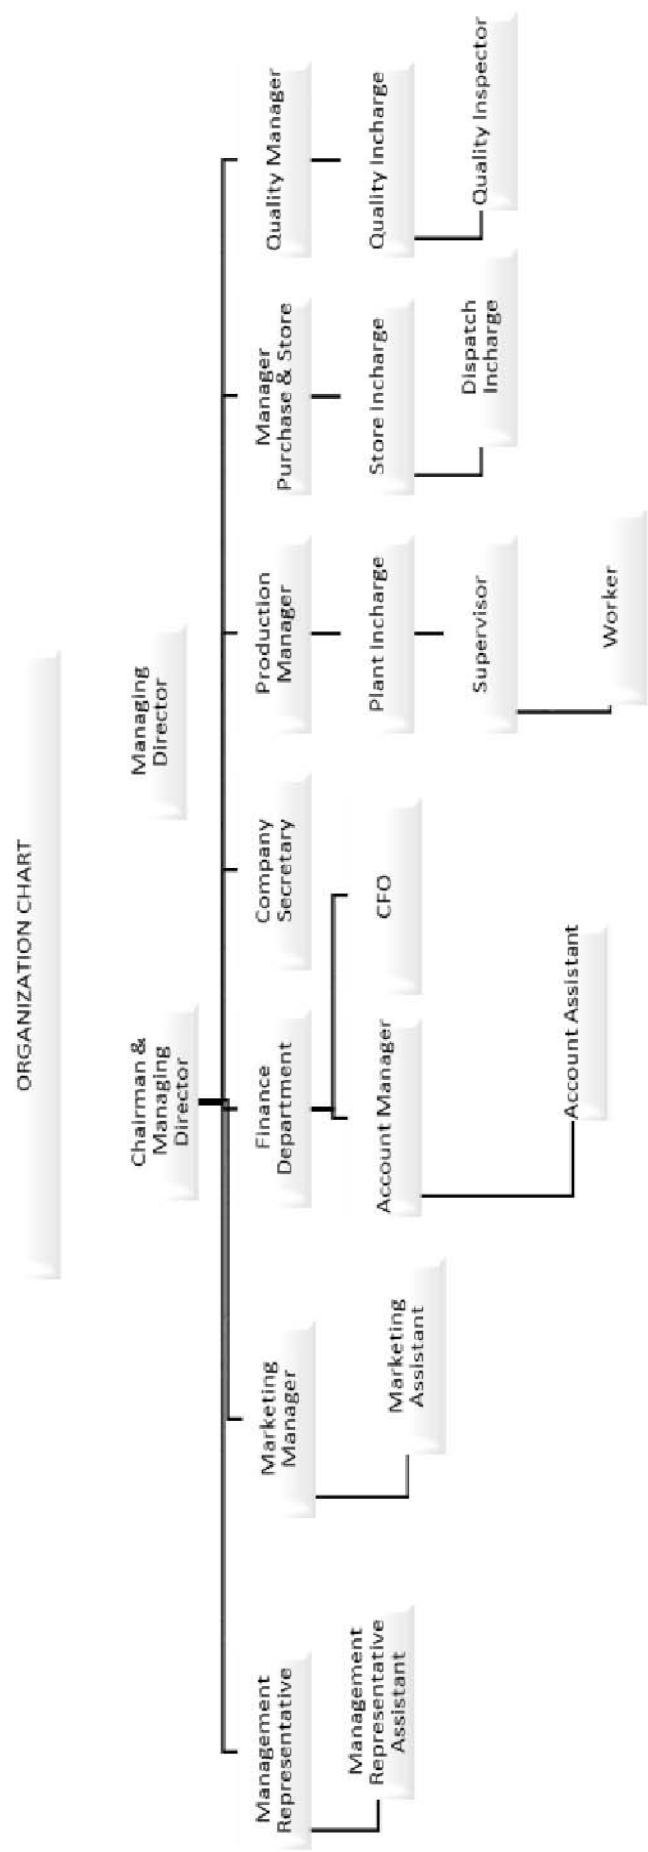 ORGANIZATION CHART
Chairman &
Managing
Director
Managing
Director
Management
Representative
Marketing
Manager
Finance
Department
Company
Secretary
Production
Manager
Manager
Purchase & Store
Quality Manager
Management
Representative
Assistant
Marketing
Assistant
Account Manager
CFO
Plant Incharge
Store Incharge
Quality Incharge
Account Assistant
Supervisor
Dispatch
Incharge
Quality Inspector
Worker